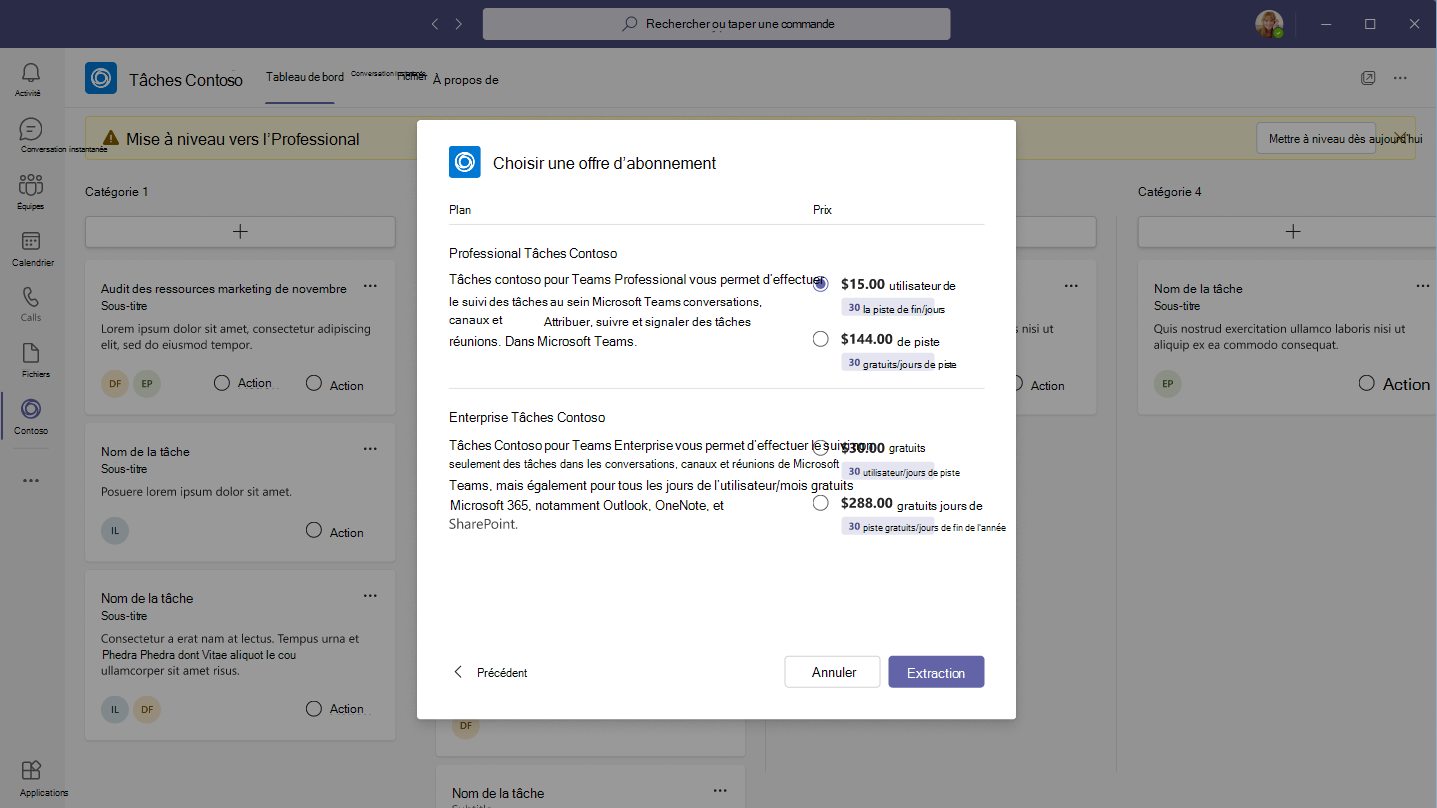 Rechercher ou taper une commande
Tâches Contoso
Tableau de bord
Conversation instantanée
Fichier
À propos de
Activité
Conversation instantanée
Équipes
Calendrier
Calls
Fichiers
Contoso
Applications
Mise à niveau vers l’Professional
Mettre à niveau dès aujourd’hui
Catégorie 1
Audit des ressources marketing de novembre
Sous-titre
Lorem ipsum dolor sit amet, consectetur adipiscing
elit, sed do eiusmod tempor.
DF
EP
Action
Action
Nom de la tâche
Sous-titre
Posuere lorem ipsum dolor sit amet.
IL
Action
Nom de la tâche
Sous-titre
Consectetur a erat nam at lectus. Tempus urna et
Phedra Phedra dont Vitae aliquot le cou
ullamcorper sit amet risus.
IL
DF
Action
Choisir une offre d’abonnement
Plan
Prix
Professional Tâches Contoso
Tâches contoso pour Teams Professional vous permet d’effectuer
le suivi des tâches au sein Microsoft Teams conversations,
canaux et
Attribuer, suivre et signaler des tâches
réunions. Dans Microsoft Teams.
$15.00 utilisateur de
30 la piste de fin/jours
$144.00 de piste
30 gratuits/jours de piste
Enterprise Tâches Contoso
Tâches Contoso pour Teams Enterprise vous permet d’effectuer le suivi non
seulement des tâches dans les conversations, canaux et réunions de Microsoft
Teams, mais également pour tous les jours de l’utilisateur/mois gratuits
Microsoft 365, notamment Outlook, OneNote, et
SharePoint.
$30.00 gratuits
30 utilisateur/jours de piste
$288.00 gratuits jours de
30 piste gratuits/jours de fin de l’année
Précédent
Annuler
Extraction
DF
Nom de la tâche
Subtitle
s nisi ut
Action
Catégorie 4
Nom de la tâche
Sous-titre
Quis nostrud exercitation ullamco laboris nisi ut
aliquip ex ea commodo consequat.
EP
Action